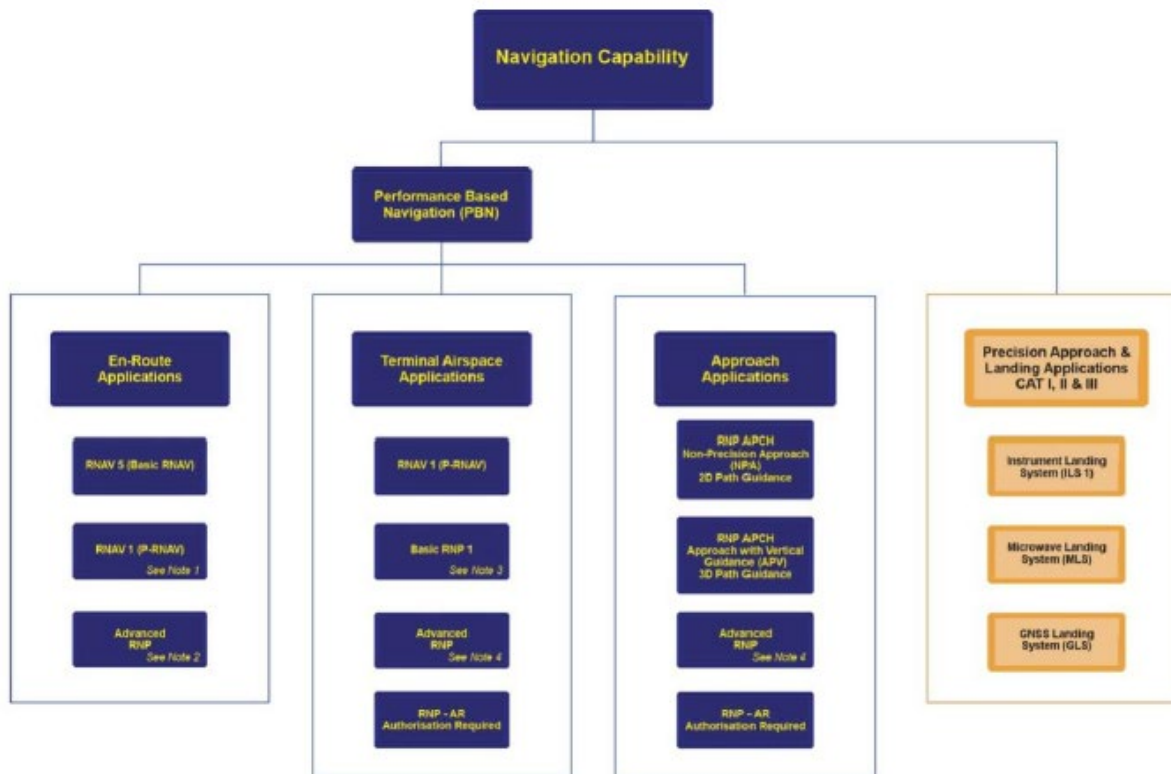 Navigation Capability
Performance Based
Navigation (PBN)
En-Route
Applications
RNAV 5 (Basic RNAV)
RNAV 1 (P-RNAV)
See Note 1
Advanced
RNP
See Note 2
Terminal Airspace
Applications
RNAV 1 (P-RNAV)
Basic RNP 1
See Note 3
Advanced
RNP
See Note 4
RNP - AR
Authorisation Required
Approach
Applications
RNP APCH
Non-Precision Approach
(NPA)
2D Path Guidance
RNP APCH
Approach with Vertical
Guidance (APV)
3D Path Guidance
Advanced
RNP
See Note 4
RNP - AR
Authorisation Required
Precision Approach &
Landing Applications
CAT I, II & III
Instrument Landing
System (ILS 1)
Microwave Landing
System (MLS)
GNSS Landing
System (GLS)